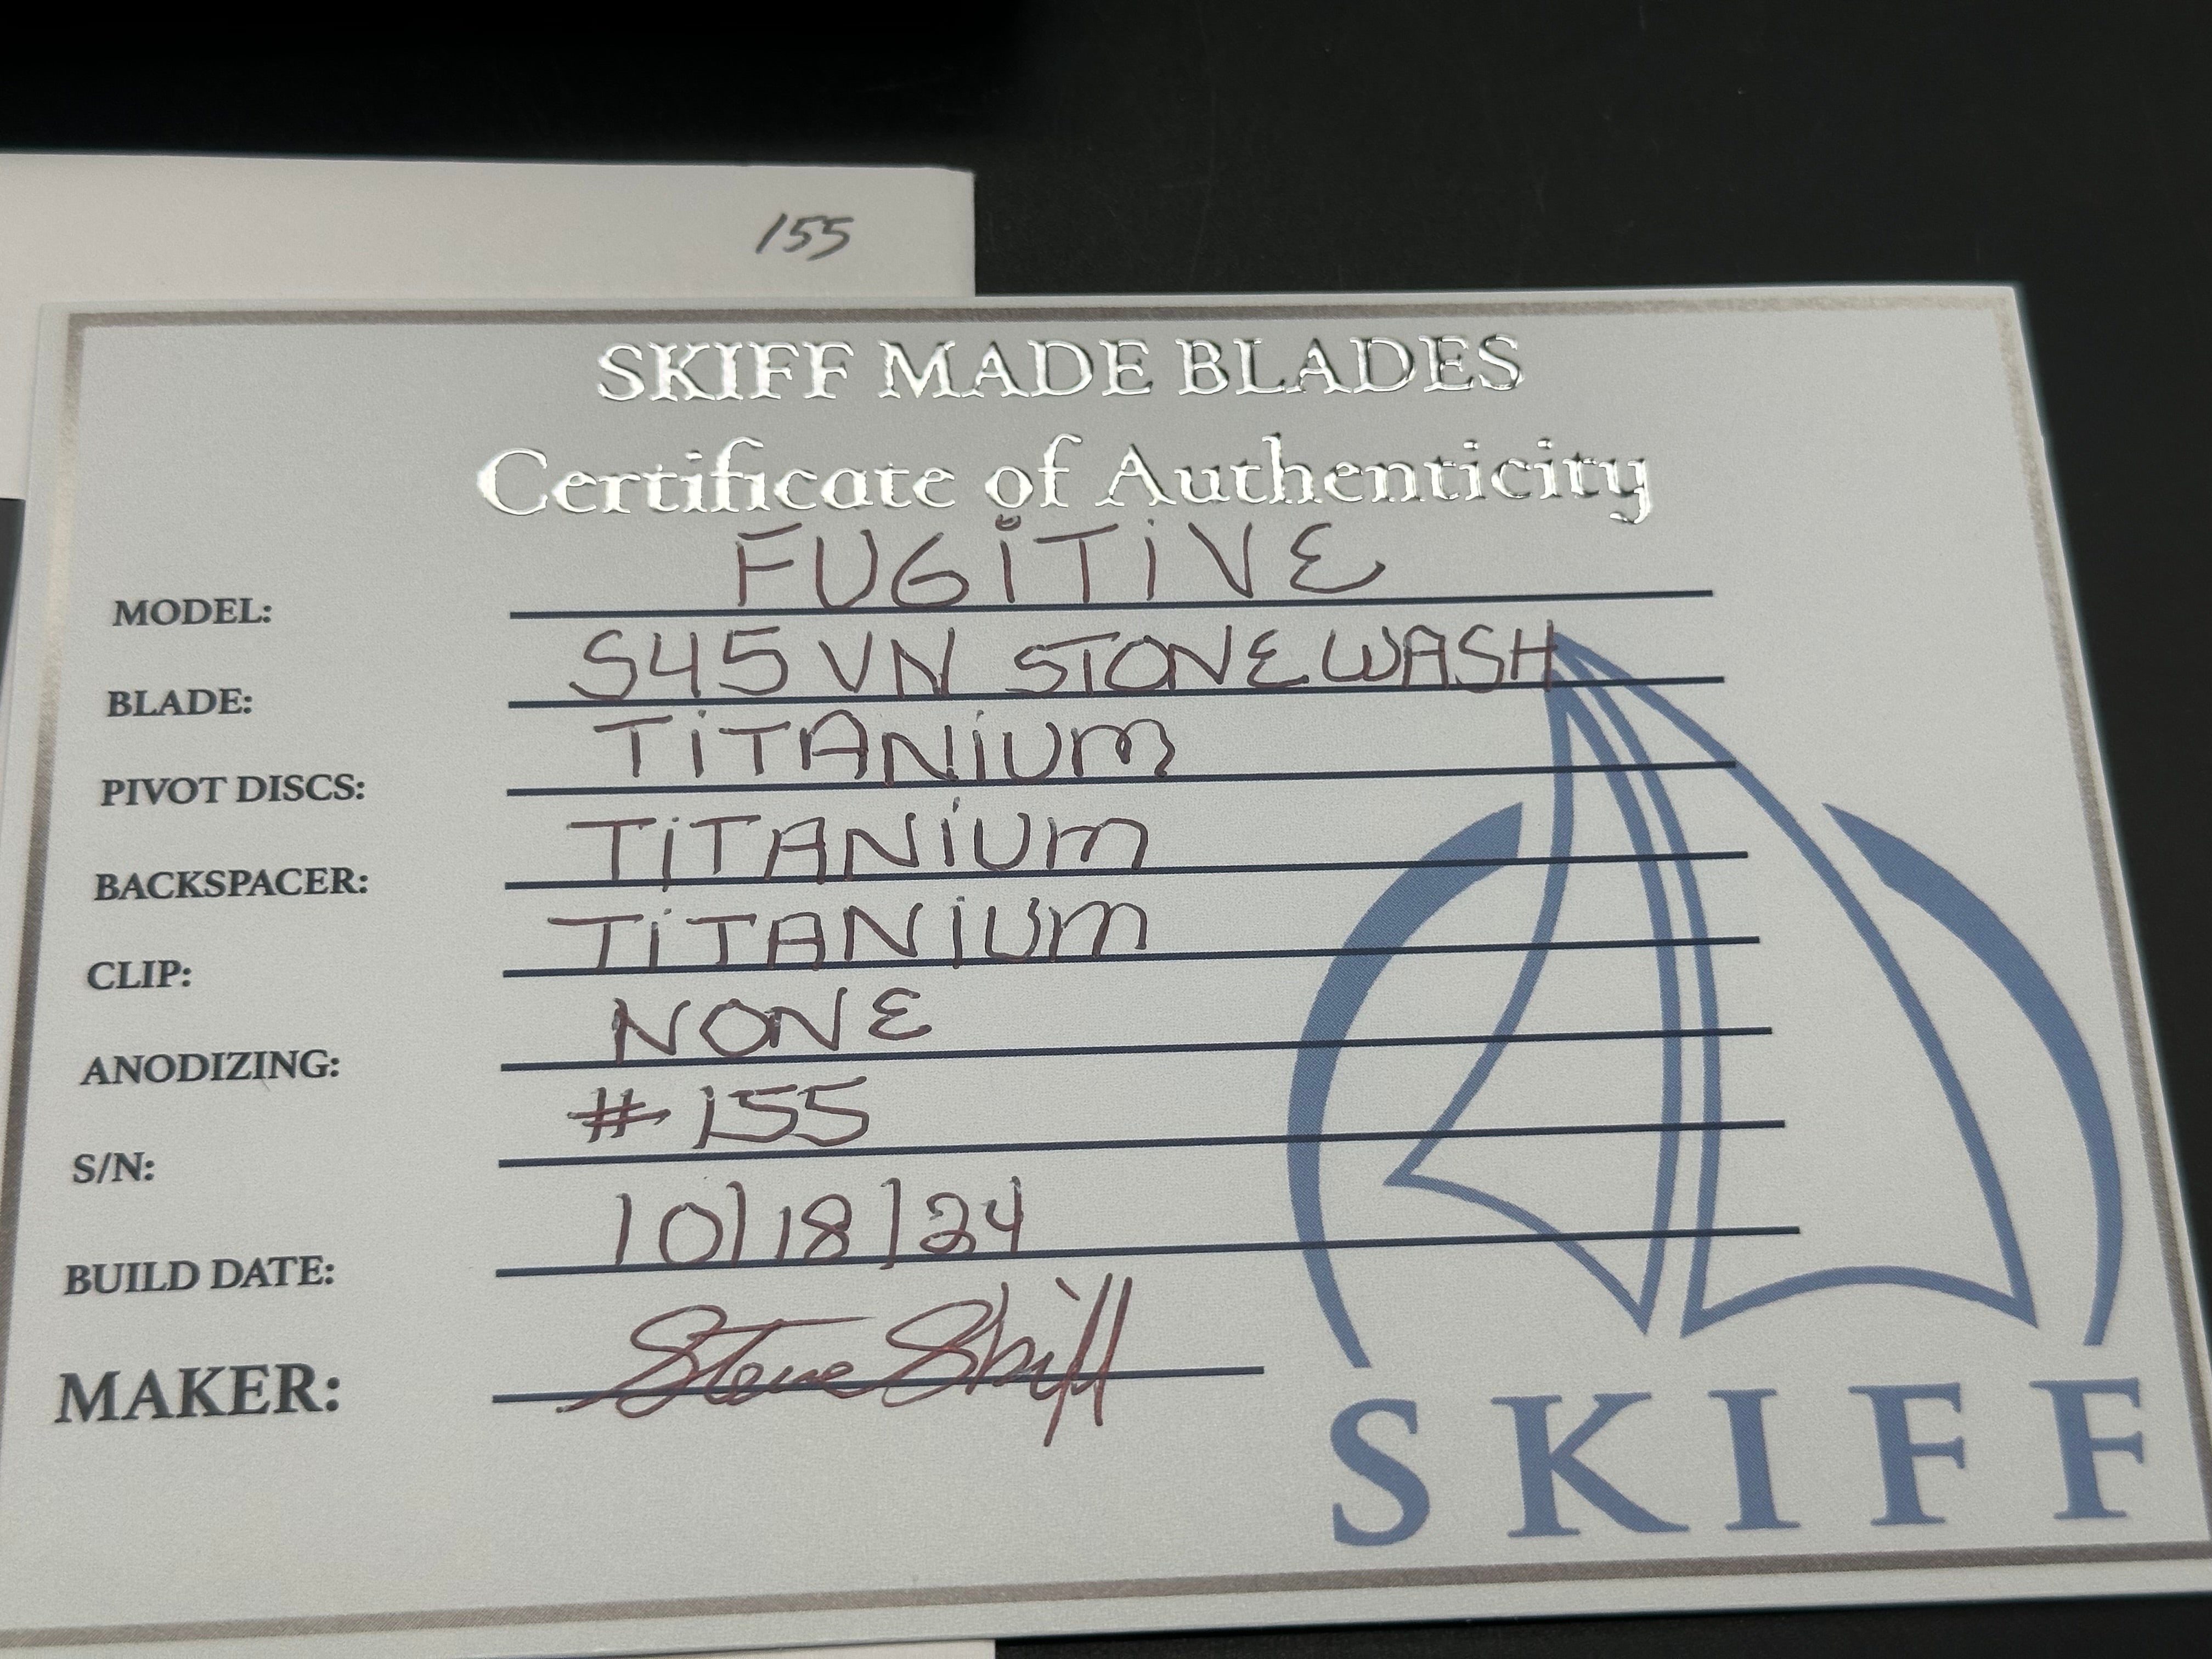 155
SKIFF MADE BLADES
Certificate of Authenticity
MODEL: FUGiTiVE
BLADE: S45VN STONEWASH
PIVOT DISCS: TiTANiUm
BACKSPACER: TiTANiUm
CLIP: TiTANiUm
ANODIZING: NONE
S/N: #155
BUILD DATE: 10/18/24
MAKER: Steve Skiff
SKIFF